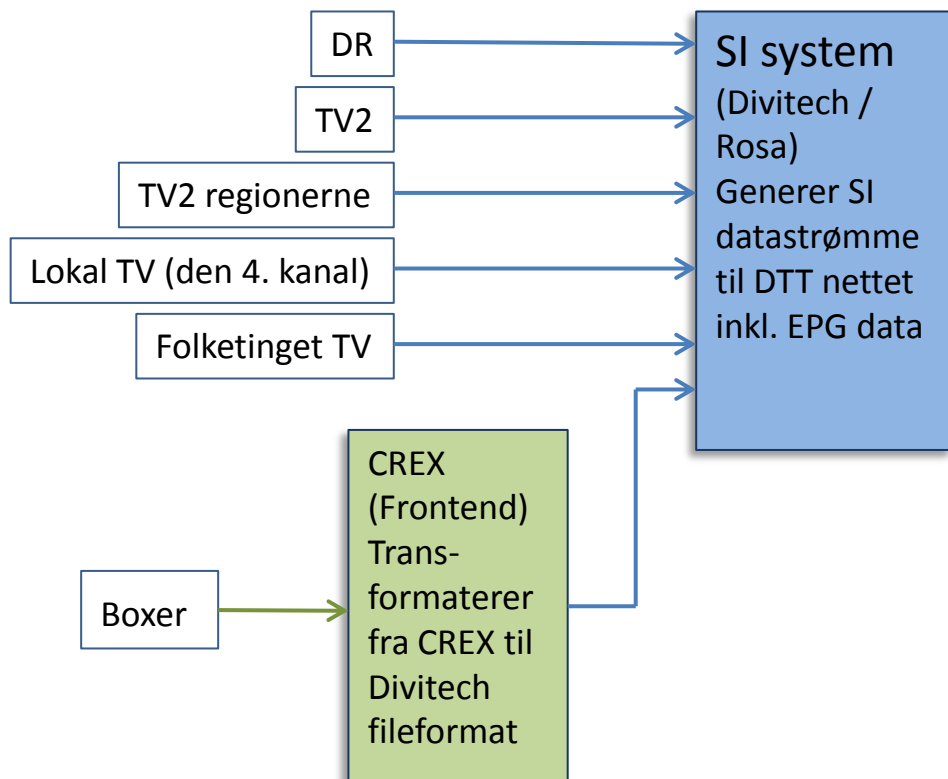 DR
TV2
TV2 regionerne
Lokal TV (den 4. kanal)
Folketinget TV
SI system
(Divitech /
Rosa)
Generer SI
datastrømme
til DTT nettet
inkl. EPG data
Boxer
CREX
(Frontend)
Trans-
formaterer
fra CREX til
Divitech
fileformat